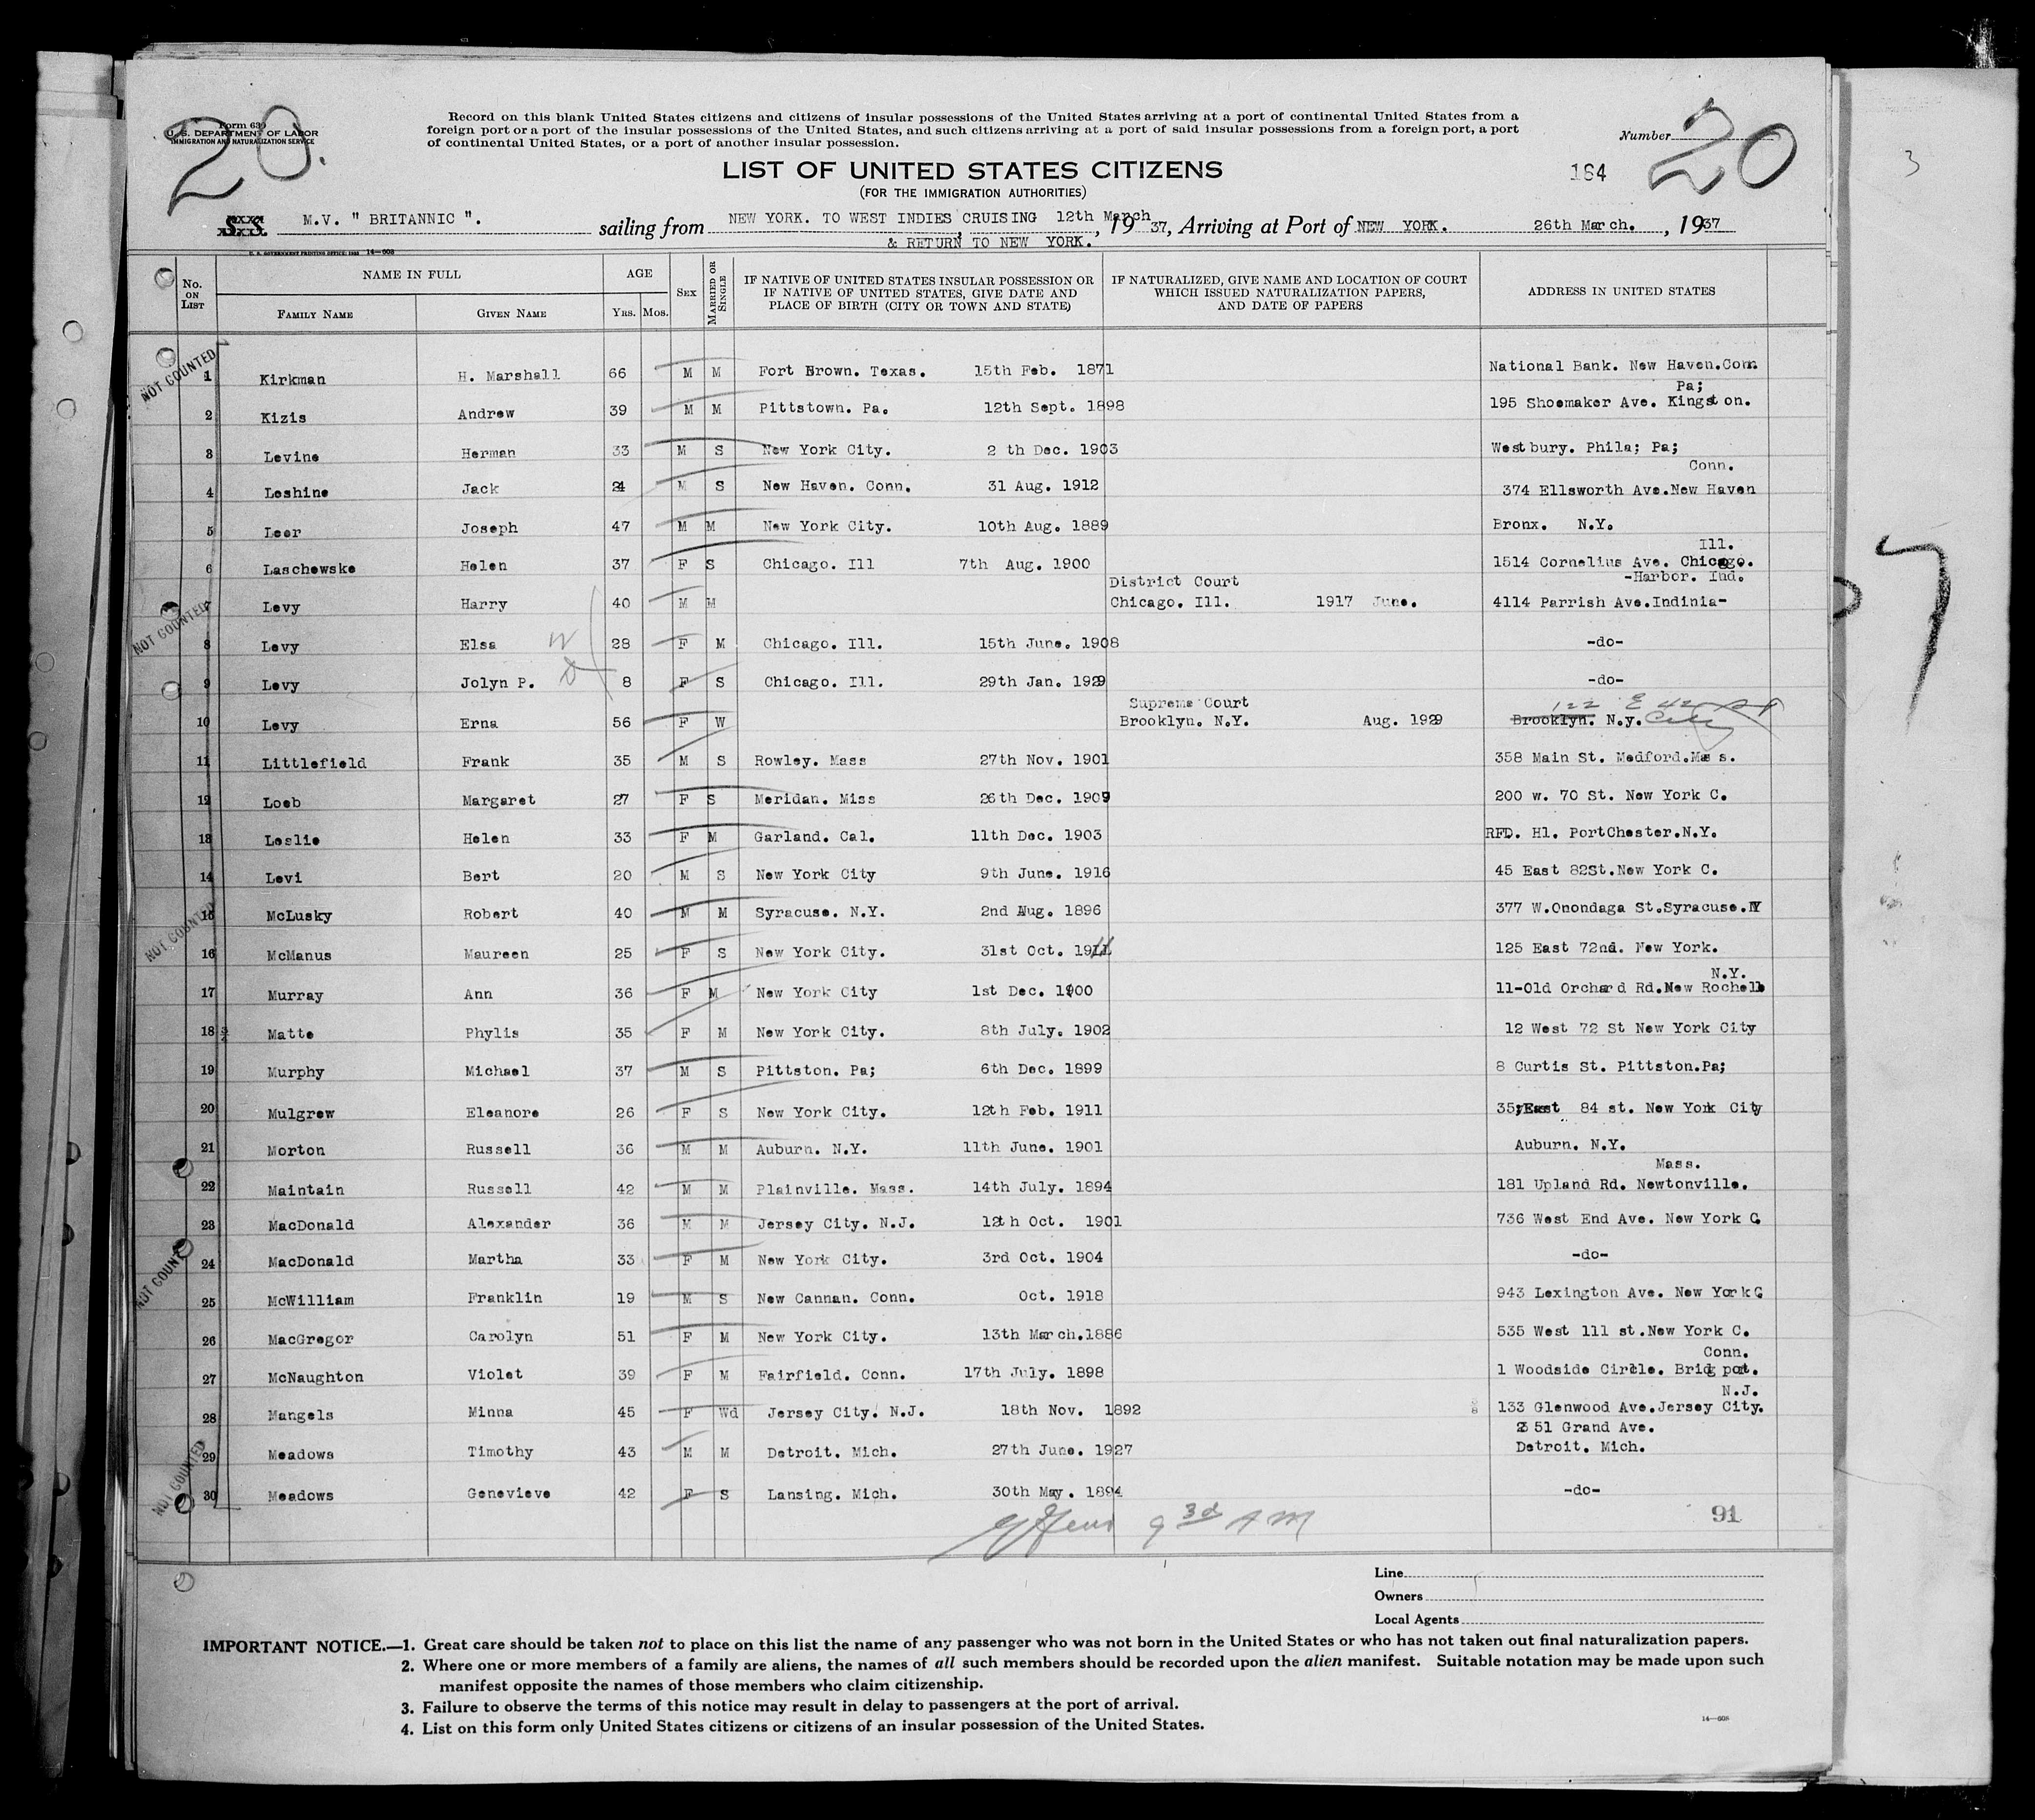 20.
Form 630
U. S. DEPARTMENT OF LABOR
IMMIGRATION AND NATURALIZATION SERVICE
Record on this blank United States citizens and citizens of insular possessions of the United States arriving at a port of continental United States from a
foreign port or a port of the insular possessions of the United States, and such citizens arriving at a port of said insular possessions from a foreign port, a port
of continental United States, or a port of another insular possession.
Number 20
LIST OF UNITED STATES CITIZENS
(FOR THE IMMIGRATION AUTHORITIES)
164
3
M.V. " BRITANNIC ". sailing from NEW YORK. TO WEST INDIES CRUISING 12th March, 1937, Arriving at Port of NEW YORK. 26th March. , 1937
& RETURN TO NEW YORK.
U. S. GOVERNMENT PRINTING OFFICE: 1935 14—608
No. ON LIST NAME IN FULL FAMILY NAME GIVEN NAME AGE YRS. MOS. SEX MARRIED OR SINGLE IF NATIVE OF UNITED STATES INSULAR POSSESSION OR IF NATIVE OF UNITED STATES, GIVE DATE AND PLACE OF BIRTH (CITY OR TOWN AND STATE) IF NATURALIZED, GIVE NAME AND LOCATION OF COURT WHICH ISSUED NATURALIZATION PAPERS, AND DATE OF PAPERS ADDRESS IN UNITED STATES
NOT COUNTED
1 Kirkman H. Marshall 66 M M Fort Brown. Texas. 15th Feb. 1871 National Bank. New Haven.Conn.
Pa;
2 Kizis Andrew 39 M M Pittstown. Pa. 12th Sept. 1898 195 Shoemaker Ave. Kingston.
3 Levine Herman 33 M S New York City. 2 th Dec. 1903 Westbury. Phila; Pa;
Conn.
4 Leshine Jack 24 M S New Haven. Conn. 31 Aug. 1912 374 Ellsworth Ave.New Haven
5 Leer Joseph 47 M M New York City. 10th Aug. 1889 Bronx. N.Y.
Ill.
6 Laschewske Helen 37 F S Chicago. Ill 7th Aug. 1900 1514 Cornelius Ave. Chicago.
District Court -Harbor. Ind.
7 Levy Harry 40 M M Chicago. Ill. 1917 June. 4114 Parrish Ave.Indinia-
NOT COUNTED
8 Levy Elsa W 28 F M Chicago. Ill. 15th June. 1908 -do-
9 Levy Jolyn P. D 8 F S Chicago. Ill. 29th Jan. 1929 -do-
Supreme Court 122 E 42 St
10 Levy Erna 56 F W Brooklyn. N.Y. Aug. 1929 Brooklyn. N.y. City
11 Littlefield Frank 35 M S Rowley. Mass 27th Nov. 1901 358 Main St. Medford.Mas s.
12 Loeb Margaret 27 F S Meridan. Miss 26th Dec. 1909 200 w. 70 St. New York C.
13 Leslie Helen 33 F M Garland. Cal. 11th Dec. 1903 RFD. Hl. PortChester.N.Y.
14 Levi Bert 20 M S New York City 9th June. 1916 45 East 82St.New York C.
15 McLusky Robert 40 M M Syracuse. N.Y. 2nd Aug. 1896 377 W.Onondaga St.Syracuse.NY
NOT COUNTED
16 McManus Maureen 25 F S New York City. 31st Oct. 1911 125 East 72nd. New York.
N.Y.
17 Murray Ann 36 F M New York City 1st Dec. 1900 11-Old Orchard Rd.New Rochelle
18 Matte Phylis 35 F M New York City. 8th July. 1902 12 West 72 St New York City
19 Murphy Michael 37 M S Pittston. Pa; 6th Dec. 1899 8 Curtis St. Pittston.Pa;
20 Mulgrew Eleanore 26 F S New York City. 12th Feb. 1911 35 East 84 st. New York City
21 Morton Russell 36 M M Auburn. N.Y. 11th June. 1901 Auburn. N.Y.
Mass.
22 Maintain Russell 42 M M Plainville. Mass. 14th July. 1894 181 Upland Rd. Newtonville.
23 MacDonald Alexander 36 M M Jersey City. N.J. 12th Oct. 1901 736 West End Ave. New York C.
24 MacDonald Martha 33 F M New York City. 3rd Oct. 1904 -do-
NOT COUNT
25 McWilliam Franklin 19 M S New Cannan. Conn. Oct. 1918 943 Lexington Ave. New York C.
26 MacGregor Carolyn 51 F M New York City. 13th March.1886 535 West 111 st.New York C.
Conn.
27 McNaughton Violet 39 F M Fairfield. Conn. 17th July. 1898 1 Woodside Circle. Bridgport.
N.J.
28 Mangels Minna 45 F Wd Jersey City. N.J. 18th Nov. 1892 133 Glenwood Ave.Jersey City.
51 Grand Ave.
29 Meadows Timothy 43 M M Detroit. Mich. 27th June. 1927 Detroit. Mich.
NOT COUNTED
30 Meadows Genevieve 42 F S Lansing. Mich. 30th May. 1894 -do-
9 3d A M
91
Line
Owners
Local Agents
IMPORTANT NOTICE.—1. Great care should be taken not to place on this list the name of any passenger who was not born in the United States or who has not taken out final naturalization papers.
2. Where one or more members of a family are aliens, the names of all such members should be recorded upon the alien manifest. Suitable notation may be made upon such
manifest opposite the names of those members who claim citizenship.
3. Failure to observe the terms of this notice may result in delay to passengers at the port of arrival.
4. List on this form only United States citizens or citizens of an insular possession of the United States.
14—608